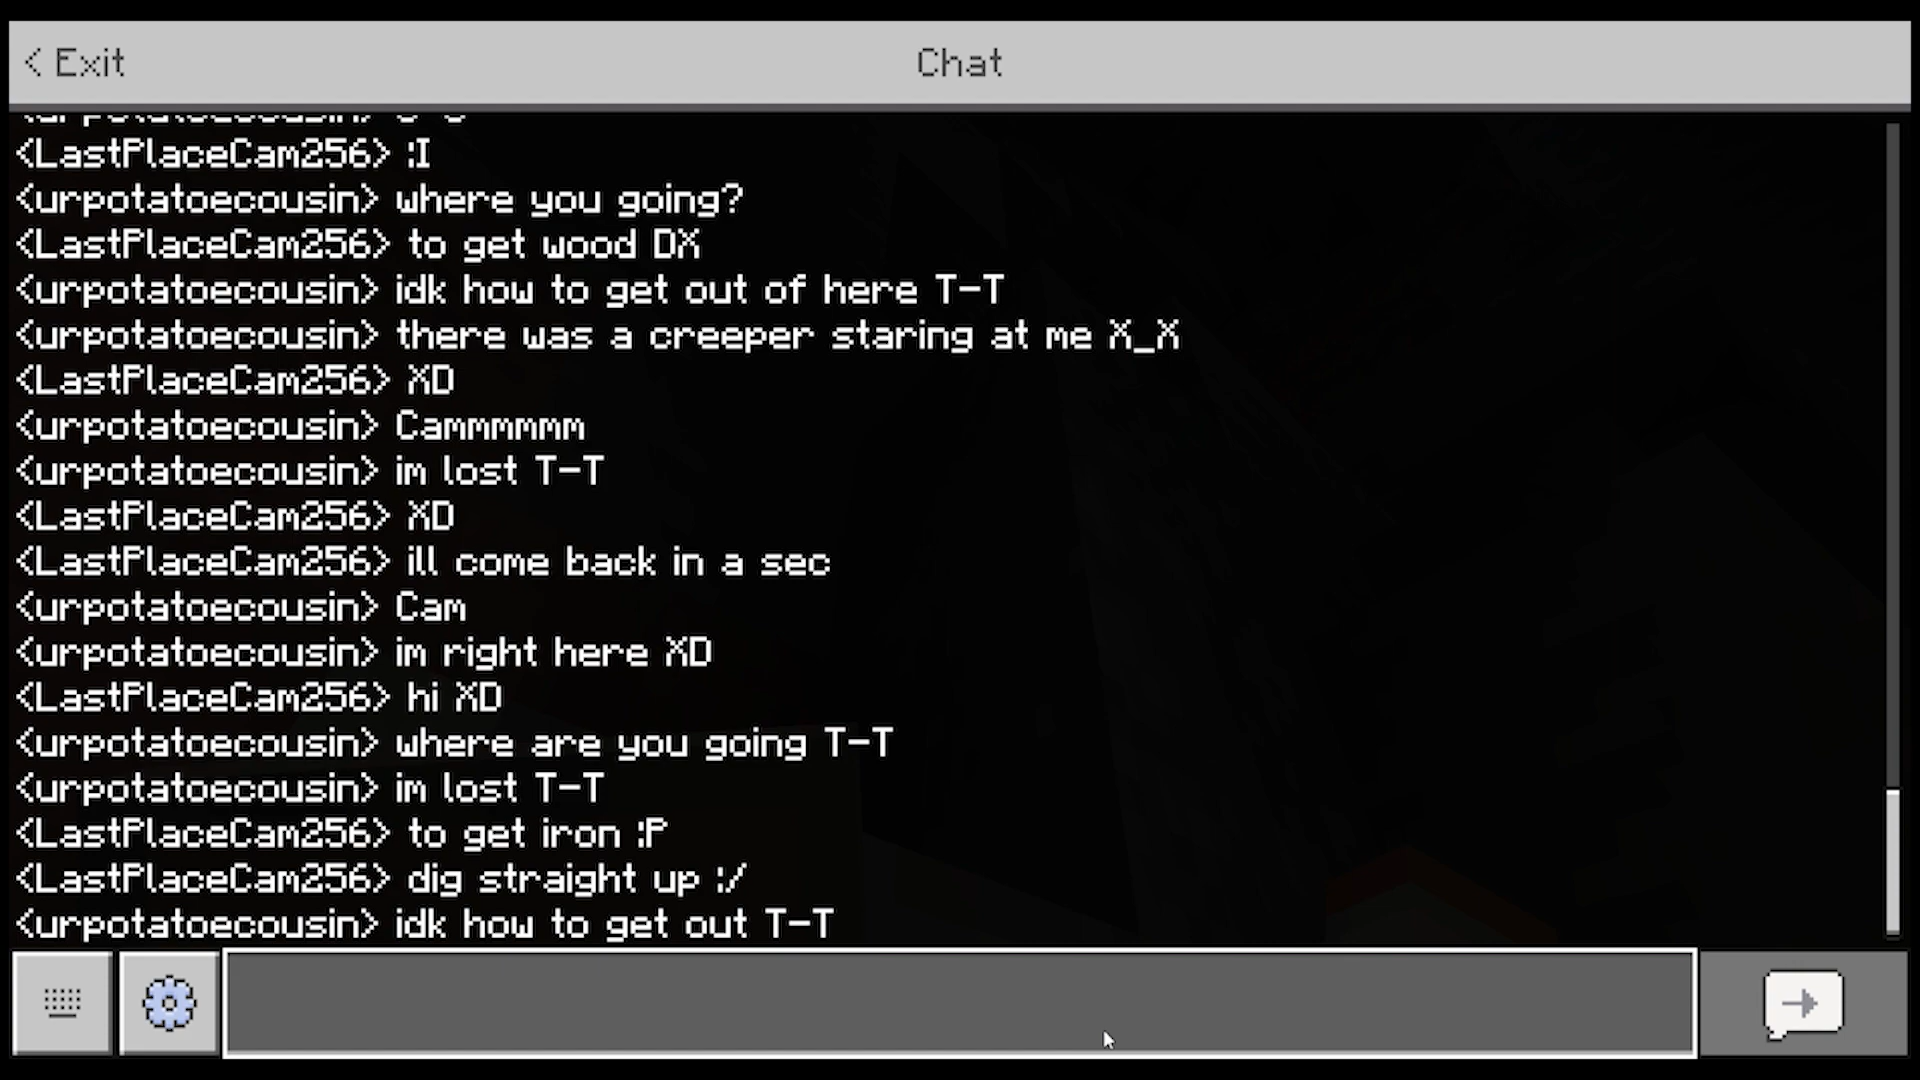 < Exit
Chat
<LastPlaceCam256> :I
<urpotatoecousin> where you going?
<LastPlaceCam256> to get wood DX
<urpotatoecousin> idk how to get out of here T-T
<urpotatoecousin> there was a creeper staring at me X_X
<LastPlaceCam256> XD
<urpotatoecousin> Cammmmmm
<urpotatoecousin> im lost T-T
<LastPlaceCam256> XD
<LastPlaceCam256> ill come back in a sec
<urpotatoecousin> Cam
<urpotatoecousin> im right here XD
<LastPlaceCam256> hi XD
<urpotatoecousin> where are you going T-T
<urpotatoecousin> im lost T-T
<LastPlaceCam256> to get iron :P
<LastPlaceCam256> dig straight up :/
<urpotatoecousin> idk how to get out T-T